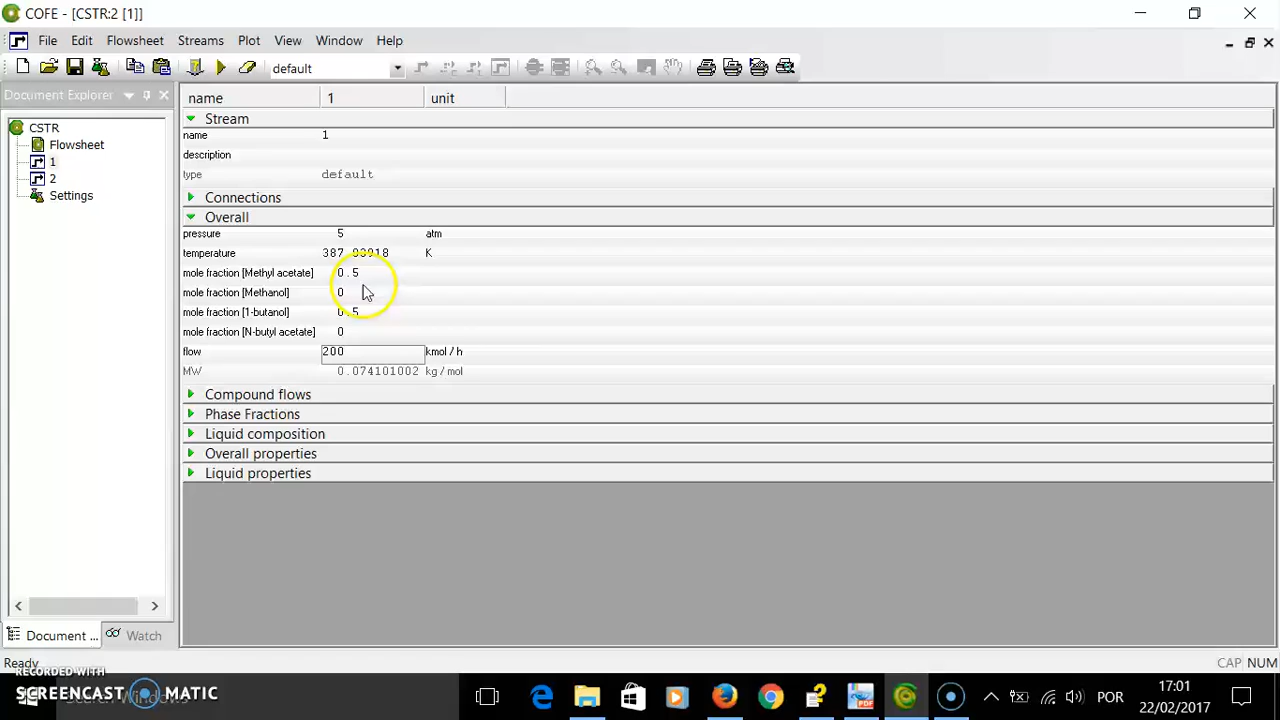 COFE - [CSTR:2 [1]]
File Edit Flowsheet Streams Plot View Window Help
default
Document Explorer
CSTR
Flowsheet
1
2
Settings
Document ... Watch
name 1 unit
Stream
name 1
description
type default
Connections
Overall
pressure 5 atm
temperature K
mole fraction [Methyl acetate] 0.5
mole fraction [Methanol] 0
mole fraction [1-butanol] 0.5
mole fraction [N-butyl acetate] 0
flow 200 kmol / h
MW 0.074101002 kg / mol
Compound flows
Phase Fractions
Liquid composition
Overall properties
Liquid properties
Ready CAP NUM
RECORDED WITH
SCREENCAST MATIC
Search Windows
POR
17:01
22/02/2017